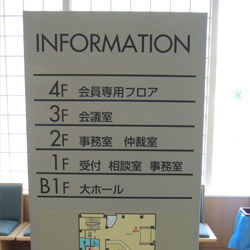 INFORMATION
4F 会員専用フロア
3F 会議室
2F 事務室 仲裁室
1F 受付 相談室 事務室
B1F 大ホール